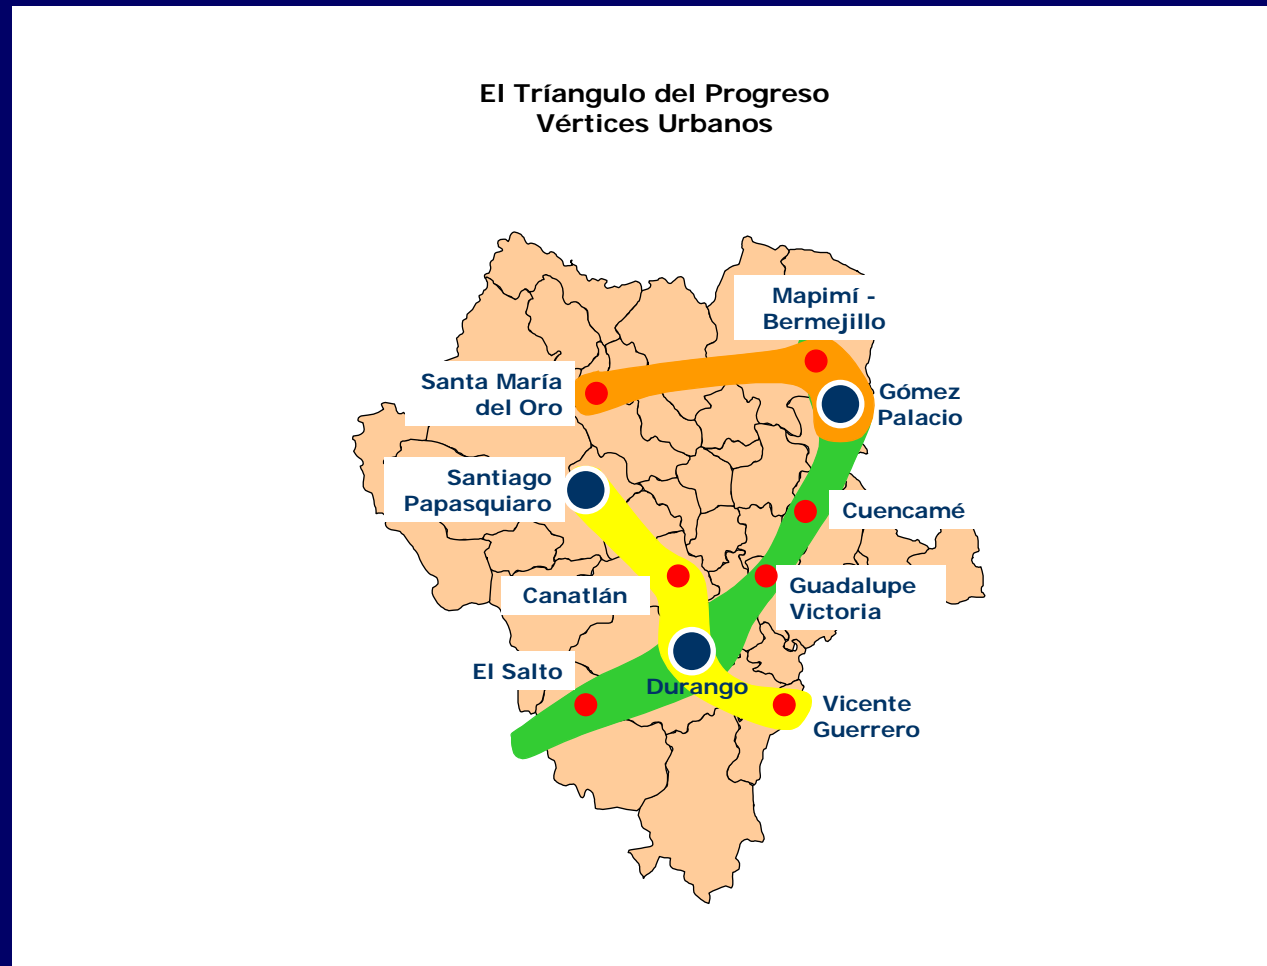 El Tríangulo del Progreso
Vértices Urbanos
Mapimí -
Bermejillo
Santa María
del Oro
Gómez
Palacio
Santiago
Papasquiaro
Cuencamé
Canatlán
Guadalupe
Victoria
El Salto
Durango
Vicente
Guerrero